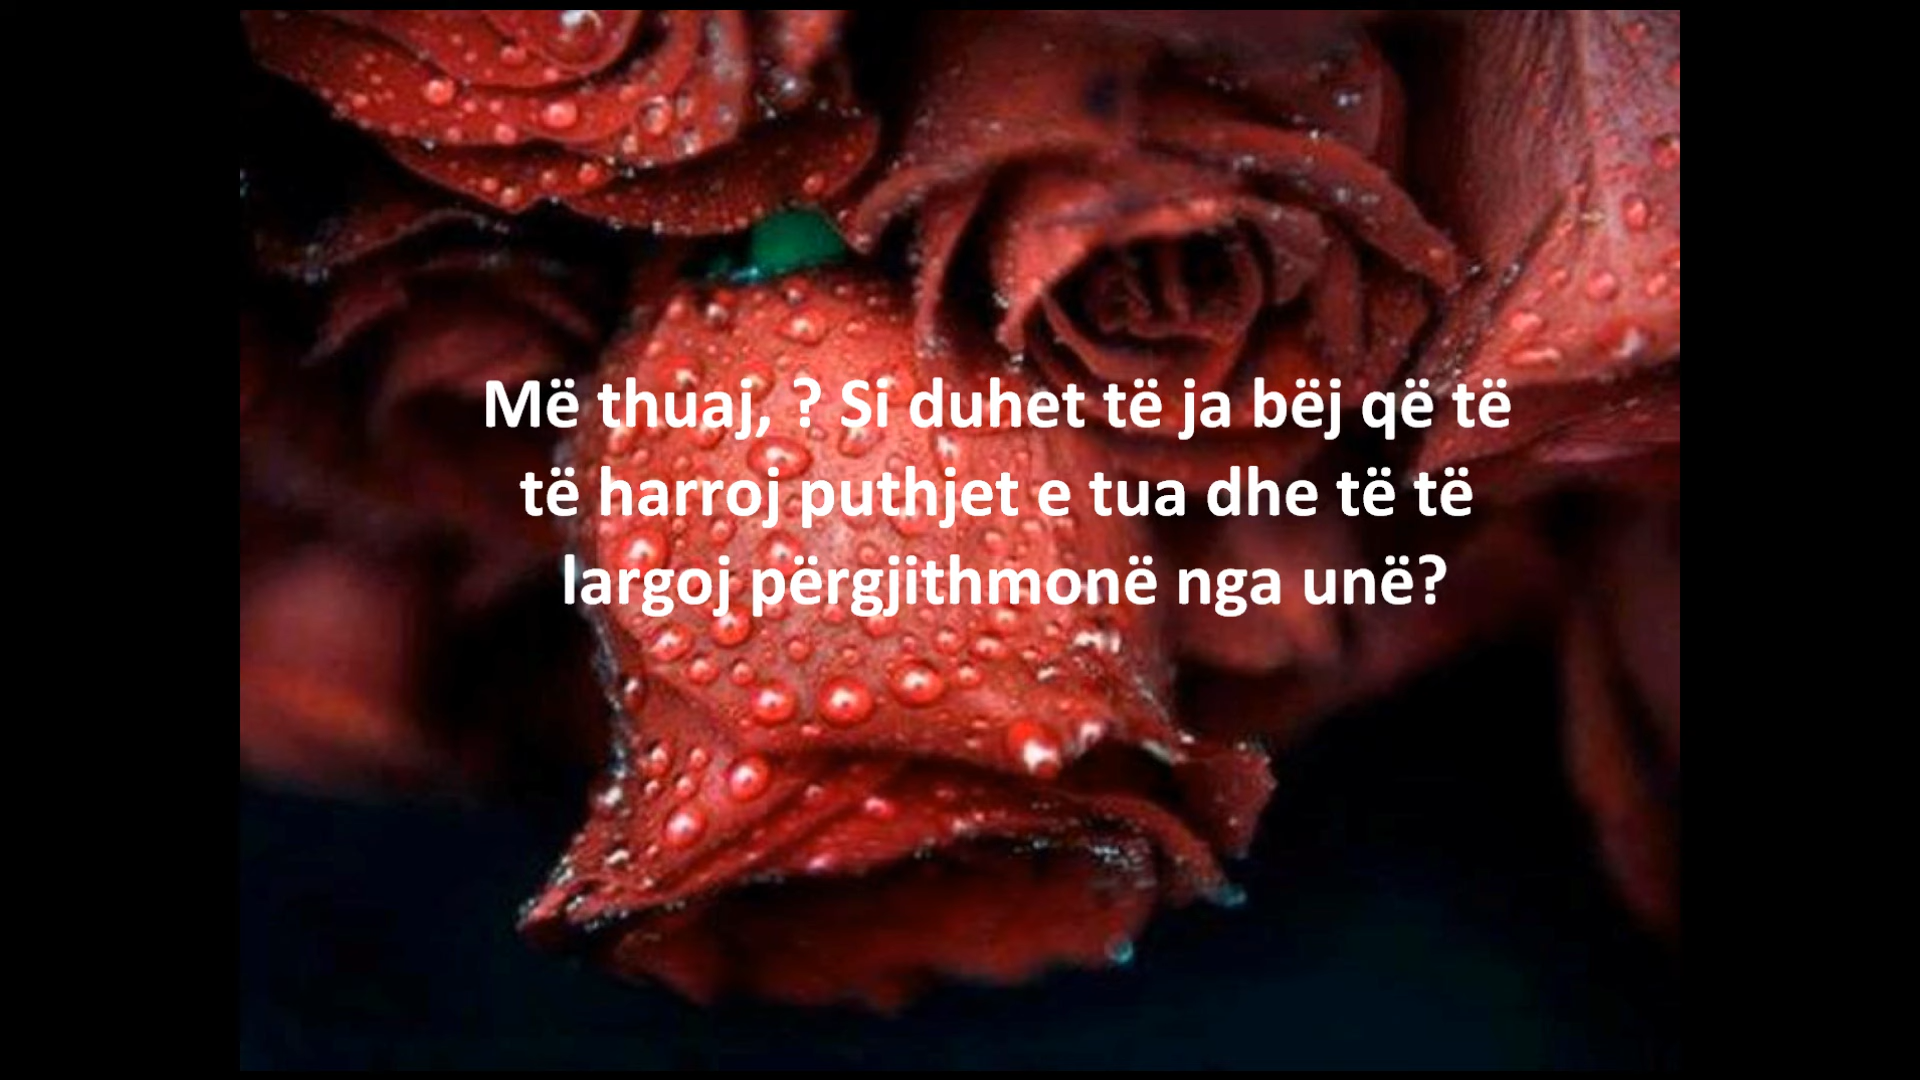 Më thuaj, ? Si duhet të ja bëj që të
të harroj puthjet e tua dhe të të
largoj përgjithmonë nga unë?